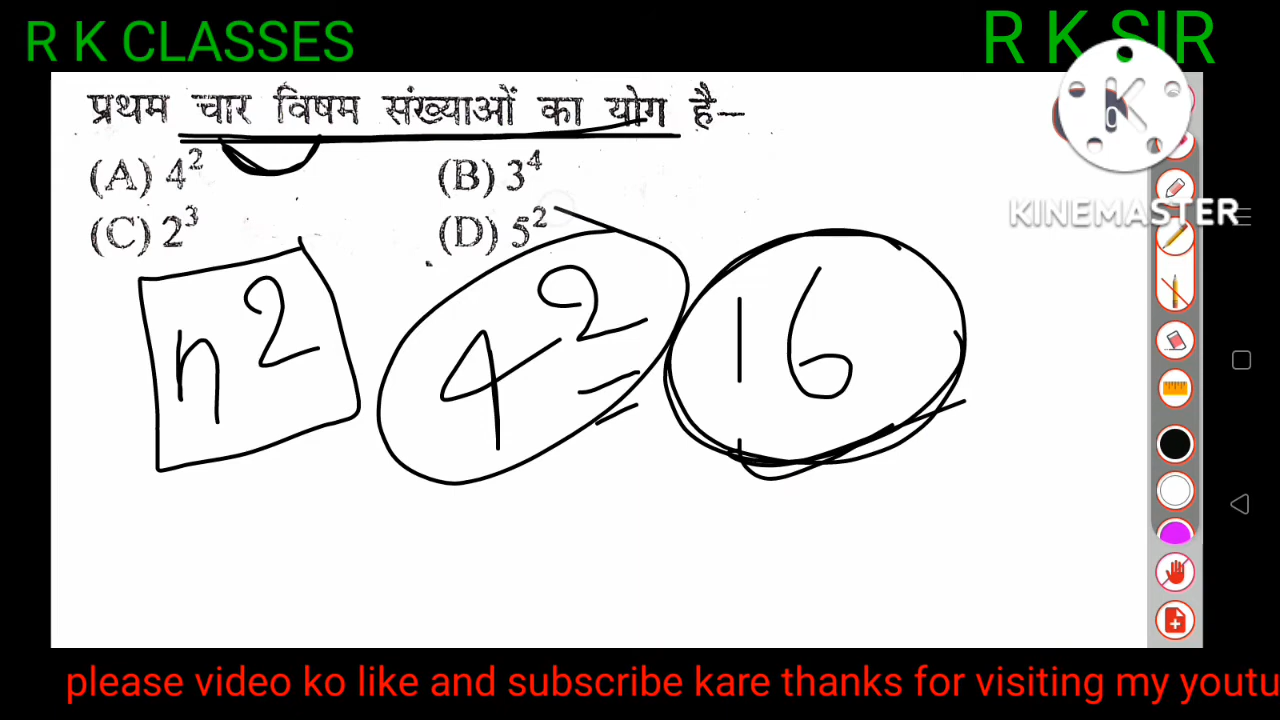 R K CLASSES
R K SIR
प्रथम चार विषम संख्याओं का योग है–
(A) 4² (B) 3⁴
(C) 2³ (D) 5²
n² 4² = 16
KINEMASTER
please video ko like and subscribe kare thanks for visiting my youtu